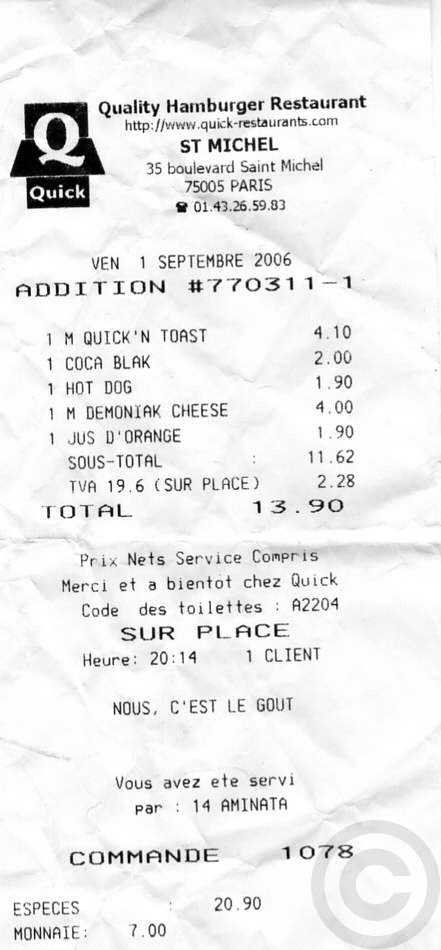 Quality Hamburger Restaurant
http://www.quick-restaurants.com
ST MICHEL
35 boulevard Saint Michel
75005 PARIS
☎ 01.43.26.59.83
Q
Quick
VEN 1 SEPTEMBRE 2006
ADDITION #770311-1
1 M QUICK'N TOAST 4.10
1 COCA BLAK 2.00
1 HOT DOG 1.90
1 M DEMONIAK CHEESE 4.00
1 JUS D'ORANGE 1.90
SOUS-TOTAL : 11.62
TVA 19.6 (SUR PLACE) 2.28
TOTAL 13.90
Prix Nets Service Compris
Merci et a bientot chez Quick
Code des toilettes : A2204
SUR PLACE
Heure: 20:14 1 CLIENT
NOUS, C'EST LE GOUT
Vous avez ete servi
par : 14 AMINATA
COMMANDE 1078
ESPECES : 20.90
MONNAIE: 7.00
©